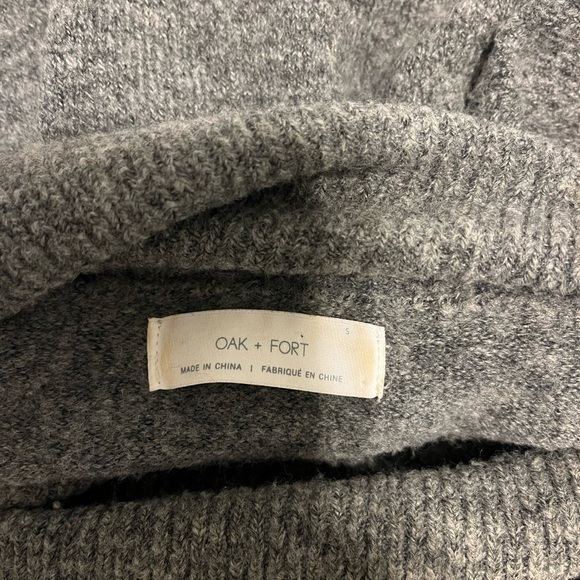 S
OAK + FORT
MADE IN CHINA | FABRIQUÉ EN CHINE